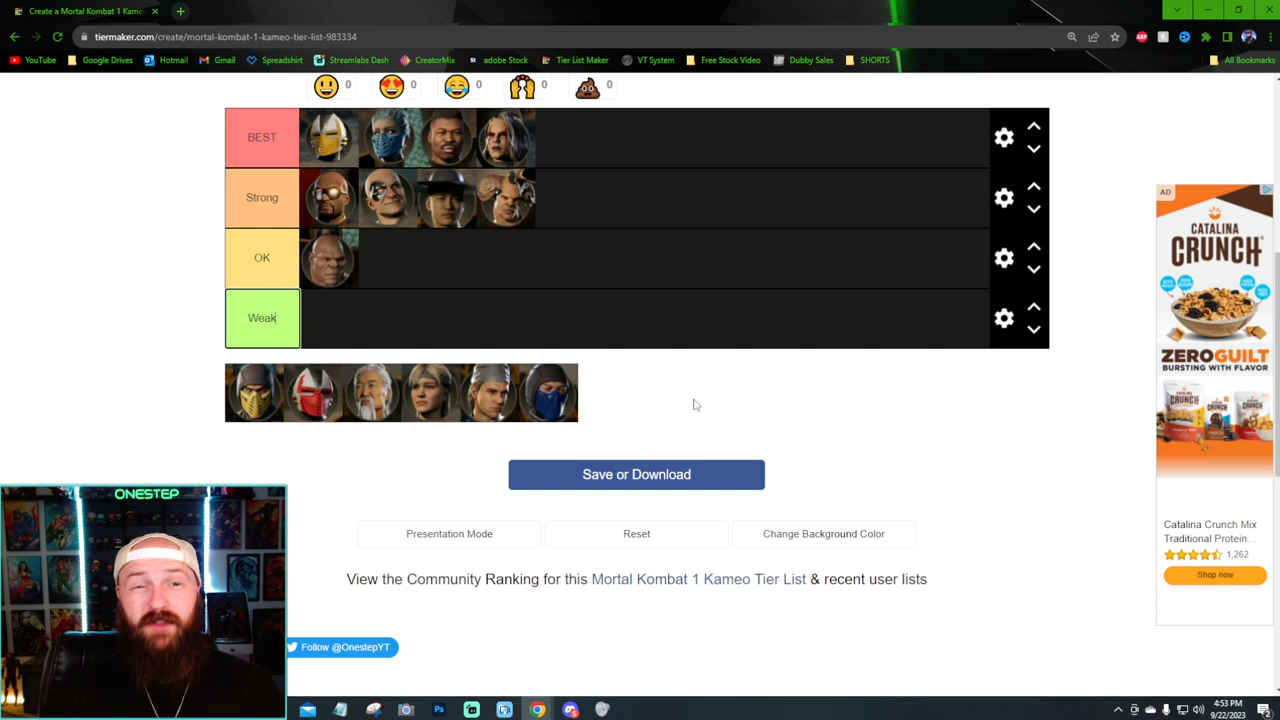 Create a Mortal Kombat 1 Kameo
tiermaker.com/create/mortal-kombat-1-kameo-tier-list-983334
YouTube Google Drives Hotmail Gmail Spredshirt Streamlabs Dash CreatorMix adobe Stock Tier List Maker VT System Free Stock Video Dubby Sales SHORTS All Bookmarks
0 0 0 0 0
BEST
Strong
OK
Weak
Save or Download
Presentation Mode Reset Change Background Color
View the Community Ranking for this Mortal Kombat 1 Kameo Tier List & recent user lists
ONESTEP
Follow @OnestepYT
AD
CATALINA
CRUNCH
ZERO GUILT
BURSTING WITH FLAVOR
Catalina Crunch Mix
Traditional Protein...
1,262
Shop now
4:53 PM
9/22/2023